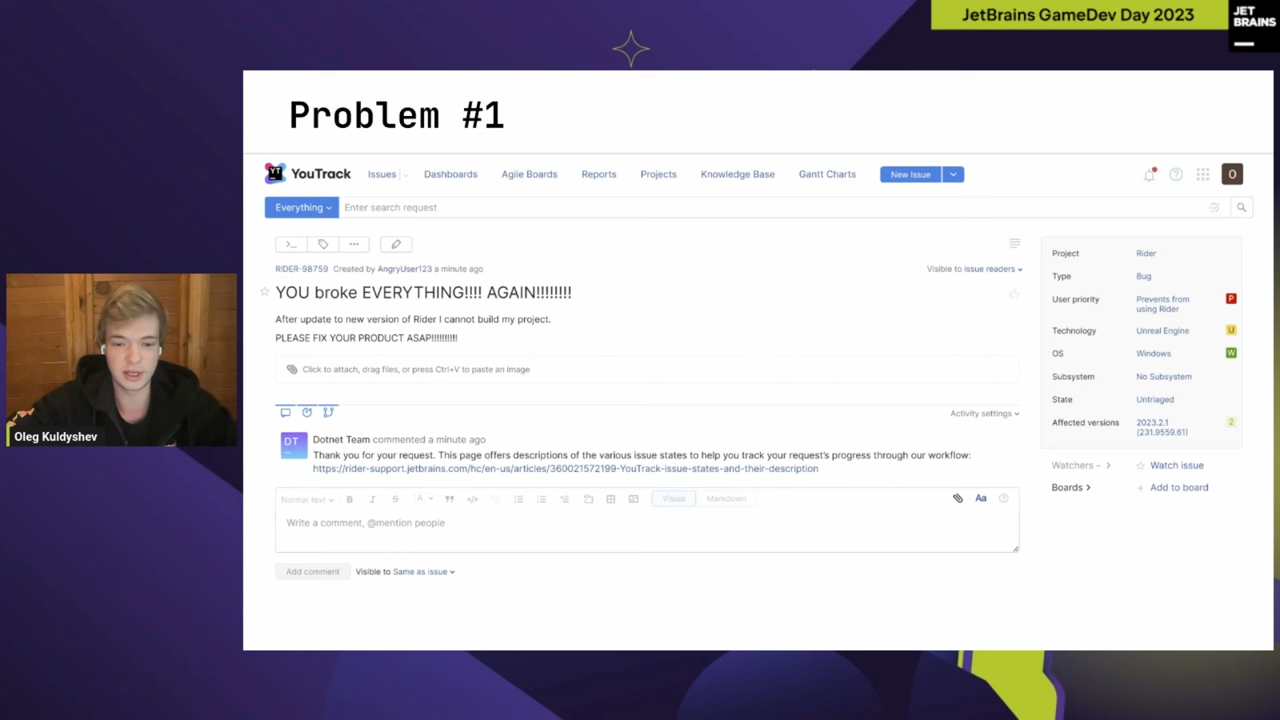 JetBrains GameDev Day 2023
JET
BRAINS
Problem #1
YouTrack Issues Dashboards Agile Boards Reports Projects Knowledge Base Gantt Charts New Issue O
Everything Enter search request
RIDER-98759 Created by AngryUser123 a minute ago Visible to issue readers
YOU broke EVERYTHING!!!! AGAIN!!!!!!!!
After update to new version of Rider I cannot build my project.
PLEASE FIX YOUR PRODUCT ASAP!!!!!!!!!!
Click to attach, drag files, or press Ctrl+V to paste an image
Activity settings
DT
Dotnet Team commented a minute ago
Thank you for your request. This page offers descriptions of the various issue states to help you track your request's progress through our workflow:
https://rider-support.jetbrains.com/hc/en-us/articles/360021572199-YouTrack-issue-states-and-their-description
Normal text B I S A Visual Markdown Aa
Write a comment, @mention people
Add comment Visible to Same as issue
Project Rider
Type Bug
User priority Prevents from using Rider P
Technology Unreal Engine U
OS Windows W
Subsystem No Subsystem
State Untriaged
Affected versions 2023.2.1 (231.9559.61) 2
Watchers - Watch issue
Boards Add to board
Oleg Kuldyshev